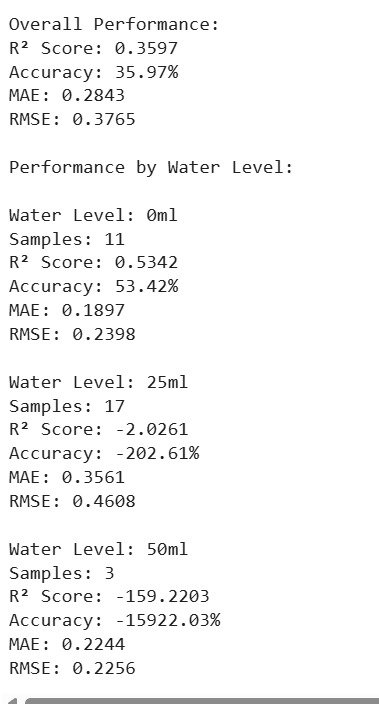 Overall Performance:
R² Score: 0.3597
Accuracy: 35.97%
MAE: 0.2843
RMSE: 0.3765
Performance by Water Level:
Water Level: 0ml
Samples: 11
R² Score: 0.5342
Accuracy: 53.42%
MAE: 0.1897
RMSE: 0.2398
Water Level: 25ml
Samples: 17
R² Score: -2.0261
Accuracy: -202.61%
MAE: 0.3561
RMSE: 0.4608
Water Level: 50ml
Samples: 3
R² Score: -159.2203
Accuracy: -15922.03%
MAE: 0.2244
RMSE: 0.2256